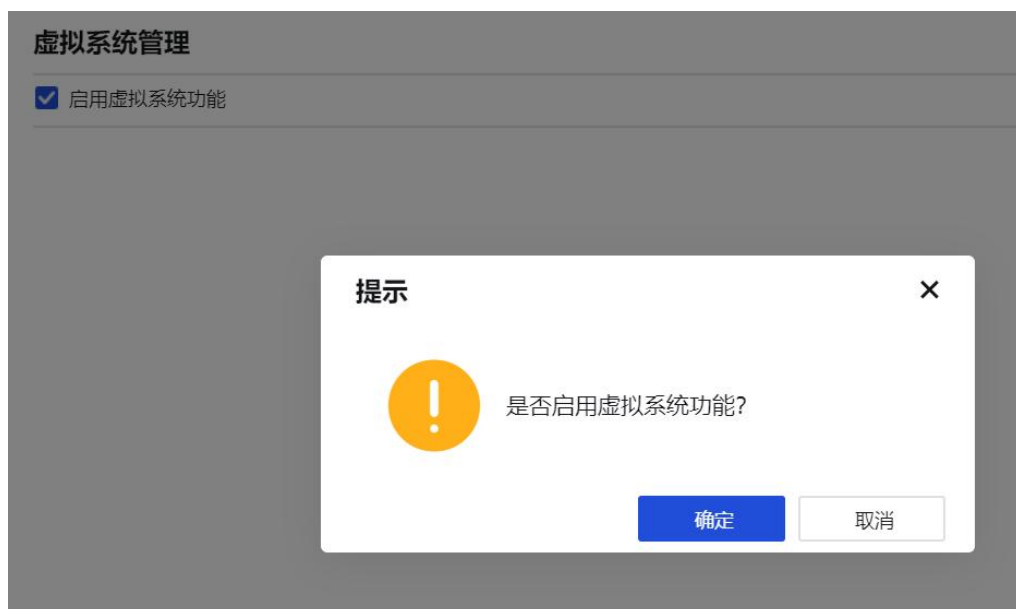 虚拟系统管理
启用虚拟系统功能
提示
是否启用虚拟系统功能?
确定
取消